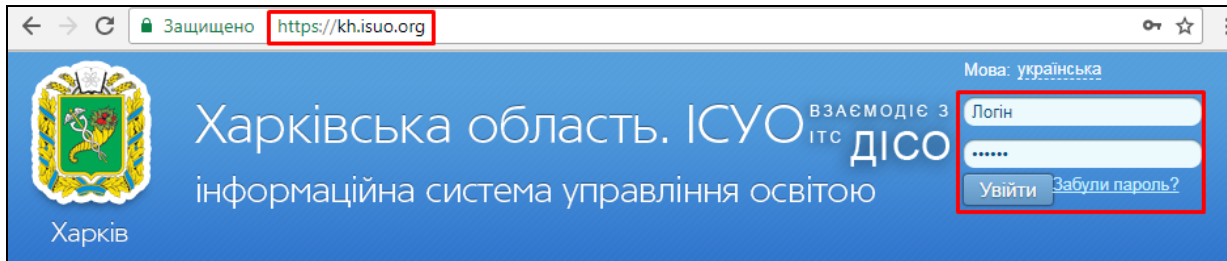 Защищено https://kh.isuo.org
Мова: українська
Харківська область. ІСУО ВЗАЄМОДІЄ З ІТС ДІСО
Логін
••••••
інформаційна система управління освітою
Увійти Забули пароль?
Харків